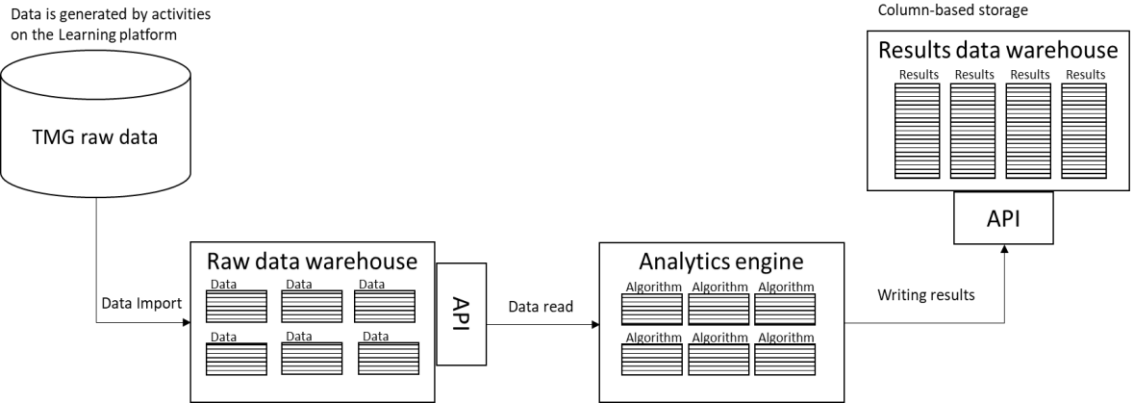 Data is generated by activities
on the Learning platform
TMG raw data
Data Import
Raw data warehouse
Data Data Data
Data Data Data
API
Data read
Analytics engine
Algorithm Algorithm Algorithm
Algorithm Algorithm Algorithm
Writing results
Column-based storage
Results data warehouse
Results Results Results Results
API